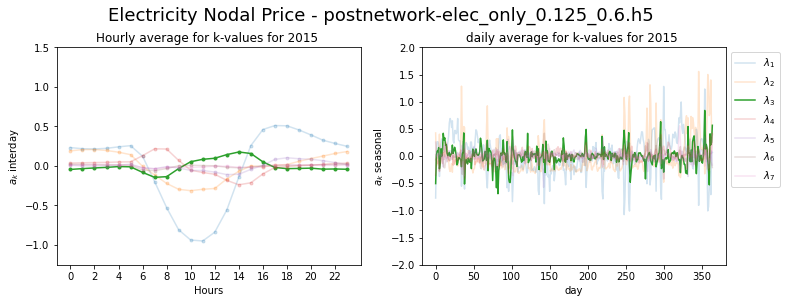 Electricity Nodal Price - postnetwork-elec_only_0.125_0.6.h5
Hourly average for k-values for 2015
1.5
1.0
0.5
0.0
−0.5
−1.0
aₖ interday
0 2 4 6 8 10 12 14 16 18 20 22
Hours
daily average for k-values for 2015
2.0
1.5
1.0
0.5
0.0
−0.5
−1.0
−1.5
−2.0
aₖ seasonal
0 50 100 150 200 250 300 350
day
λ₁
λ₂
λ₃
λ₄
λ₅
λ₆
λ₇